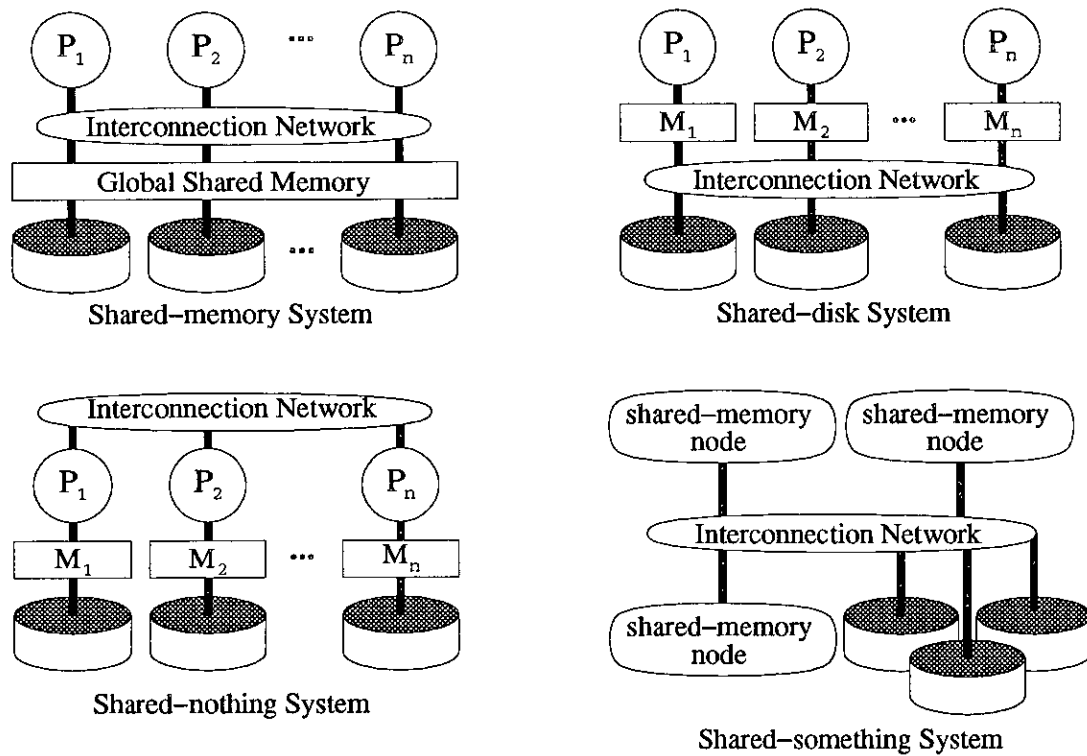 P1 P2 ... Pn
Interconnection Network
Global Shared Memory
...
Shared–memory System
P1 P2 Pn
M1 M2 ... Mn
Interconnection Network
Shared–disk System
Interconnection Network
P1 P2 Pn
M1 M2 ... Mn
Shared–nothing System
shared–memory
node
shared–memory
node
Interconnection Network
shared–memory
node
Shared–something System